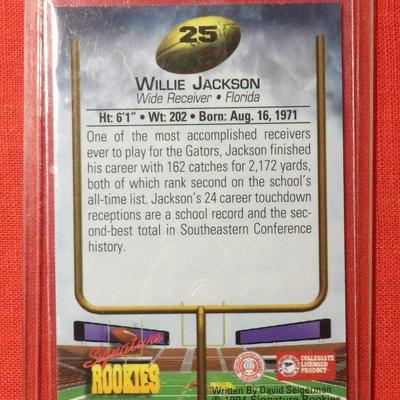 25
WILLIE JACKSON
Wide Receiver • Florida
Ht: 6'1" • Wt: 202 • Born: Aug. 16, 1971
One of the most accomplished receivers
ever to play for the Gators, Jackson finished
his career with 162 catches for 2,172 yards,
both of which rank second on the school's
all-time list. Jackson's 24 career touchdown
receptions are a school record and the sec-
ond-best total in Southeastern Conference
history.
Signature
ROOKIES
COLLEGIATE
LICENSED
PRODUCT
Written By David Seigerman
© 1994 Signature Rookies